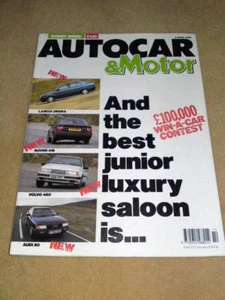 AUTOCAR
&Motor
NEW
LANCIA DEDRA
NEW
ROVER 416
NEW
VOLVO 460
AUDI 80
NEW
And
the
best
junior
luxury
saloon
is...
£100,000
WIN-A-CAR
CONTEST